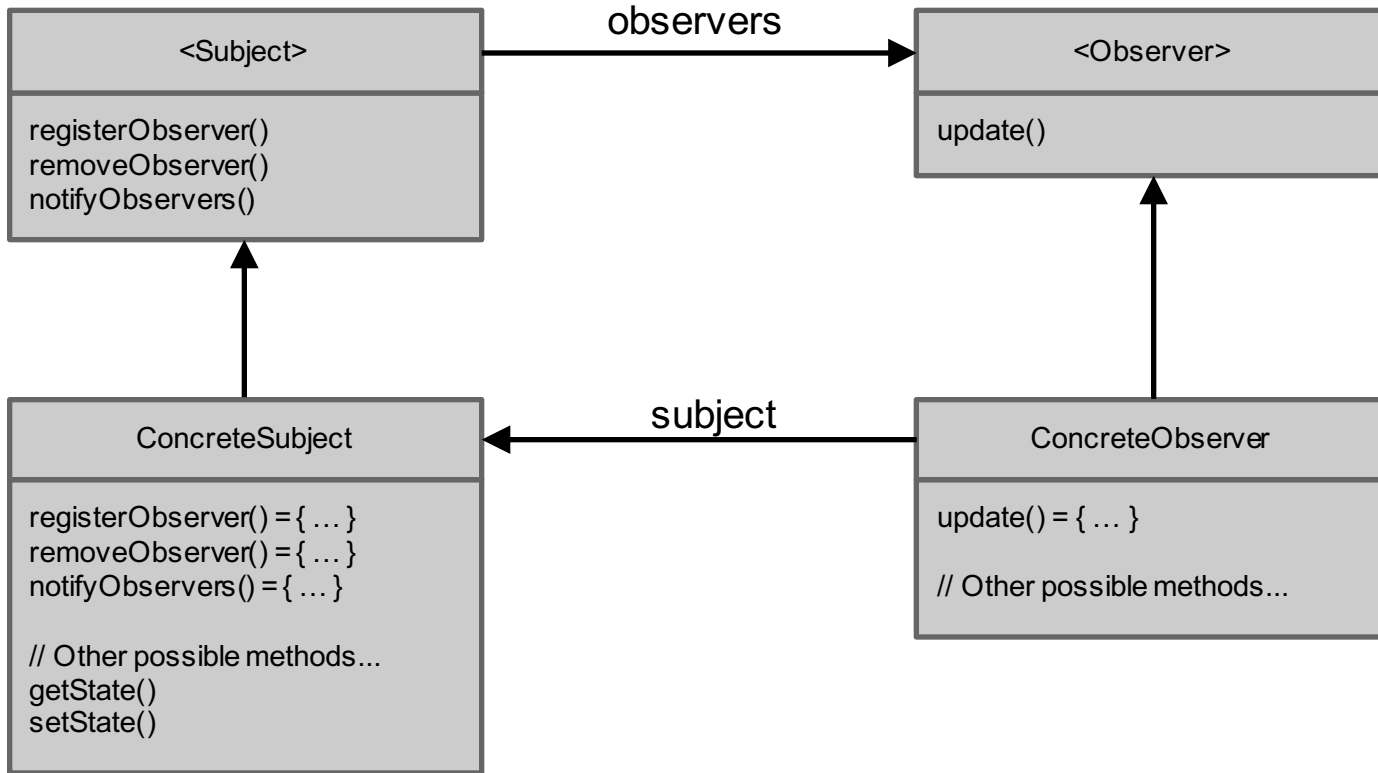 observers
<Subject>
registerObserver()
removeObserver()
notifyObservers()
<Observer>
update()
subject
ConcreteSubject
registerObserver() = { ... }
removeObserver() = { ... }
notifyObservers() = { ... }
// Other possible methods...
getState()
setState()
ConcreteObserver
update() = { ... }
// Other possible methods...